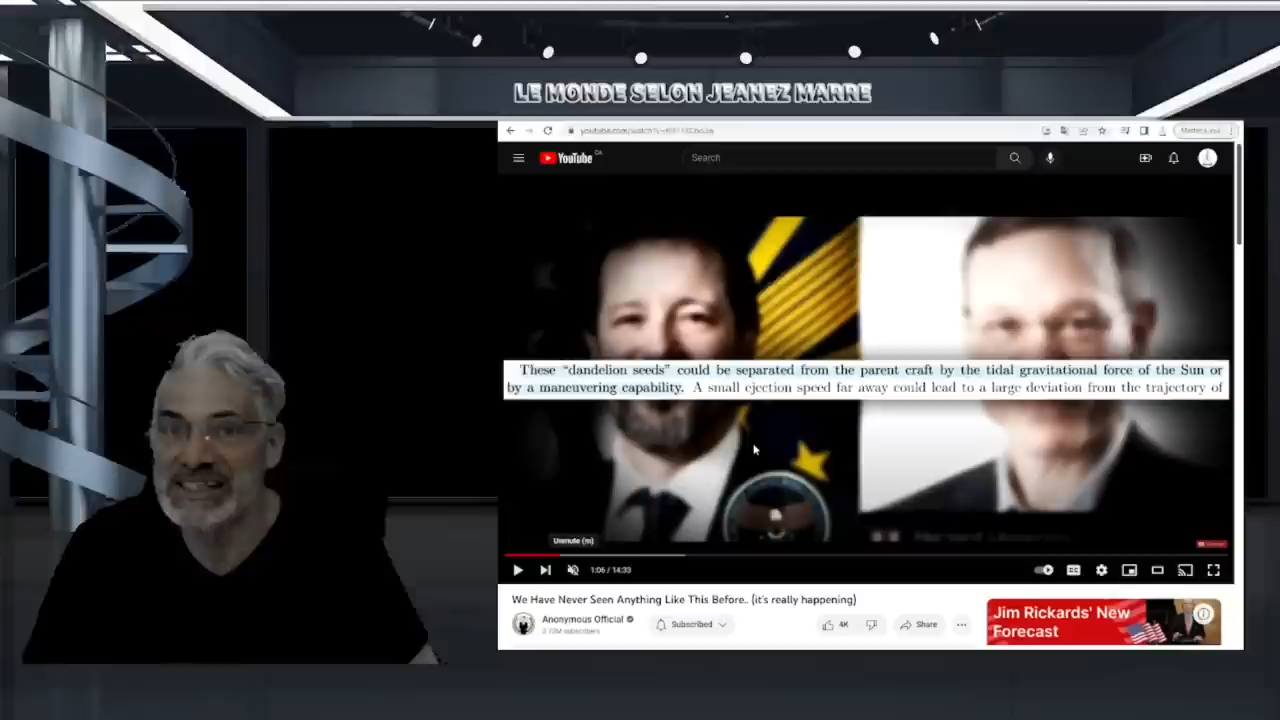 LE MONDE SELON JEANEZ MARRE
YouTube CA
Search
These “dandelion seeds” could be separated from the parent craft by the tidal gravitational force of the Sun or
by a maneuvering capability. A small ejection speed far away could lead to a large deviation from the trajectory of
Unmute (m)
1:06 / 14:33
We Have Never Seen Anything Like This Before.. (it's really happening)
Anonymous Official
subscribers
Subscribed
4K
Share
Jim Rickards' New
Forecast